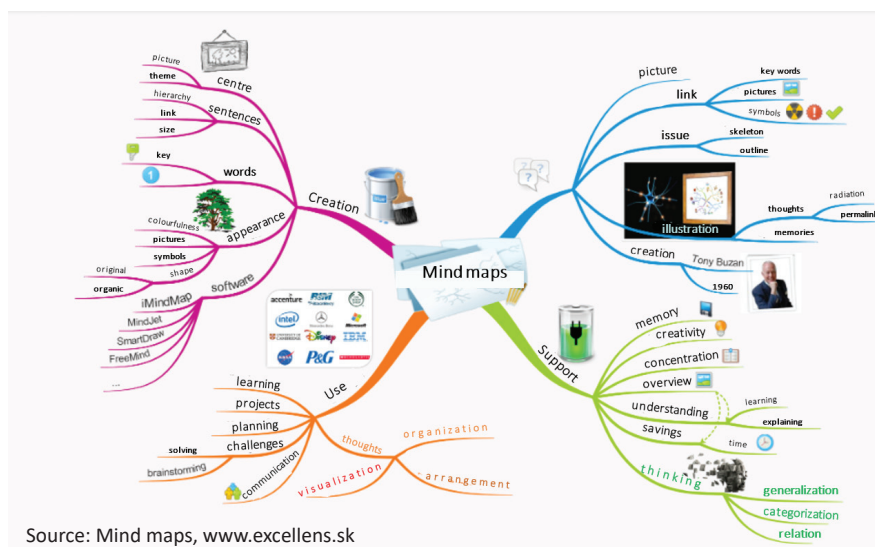 Mind maps
Creation
centre
picture
theme
sentences
hierarchy
link
size
words
key
1
appearance
colourfulness
pictures
symbols
shape
original
organic
software
iMindMap
MindJet
SmartDraw
FreeMind
...
picture
link
key words
pictures
symbols
issue
skeleton
outline
illustration
thoughts
radiation
permalink
memories
creation
Tony Buzan
1960
Support
memory
creativity
concentration
overview
understanding
learning
explaining
savings
time
thinking
generalization
categorization
relation
Use
learning
projects
planning
challenges
solving
brainstorming
communication
thoughts
organization
visualization
arrangement
accenture
intel
Microsoft
Disney
IBM
NASA
P&G
Source: Mind maps, www.excellens.sk